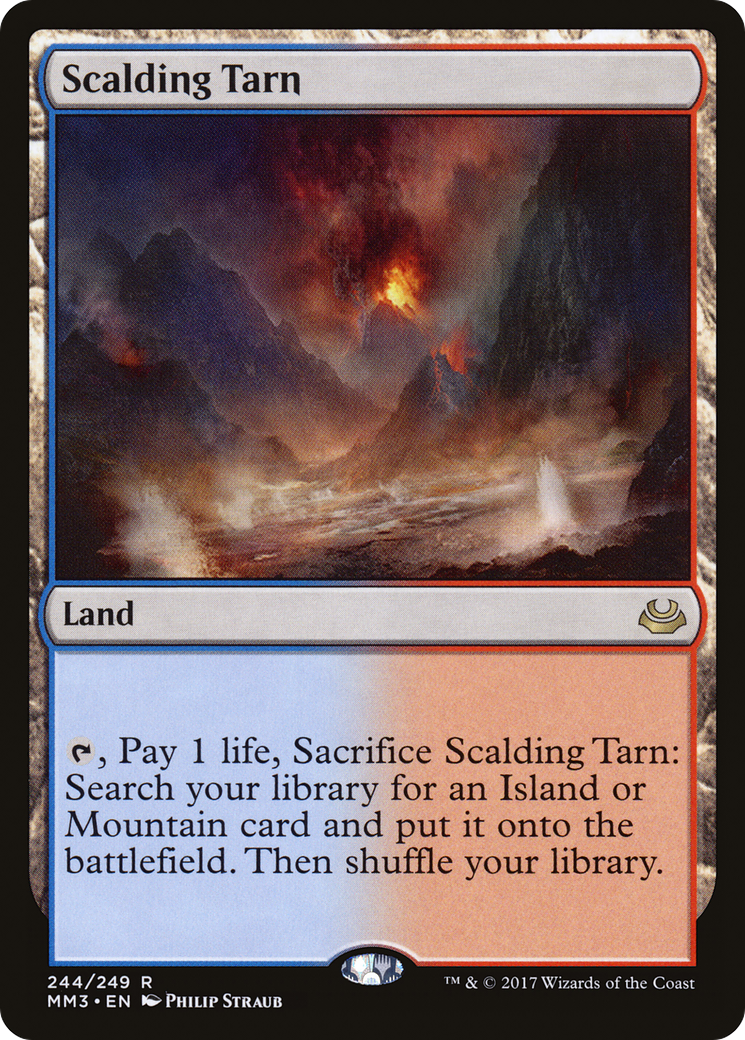 Scalding Tarn
Land
, Pay 1 life, Sacrifice Scalding Tarn:
Search your library for an Island or
Mountain card and put it onto the
battlefield. Then shuffle your library.
244/249 R
MM3 • EN Philip Straub
™ & © 2017 Wizards of the Coast